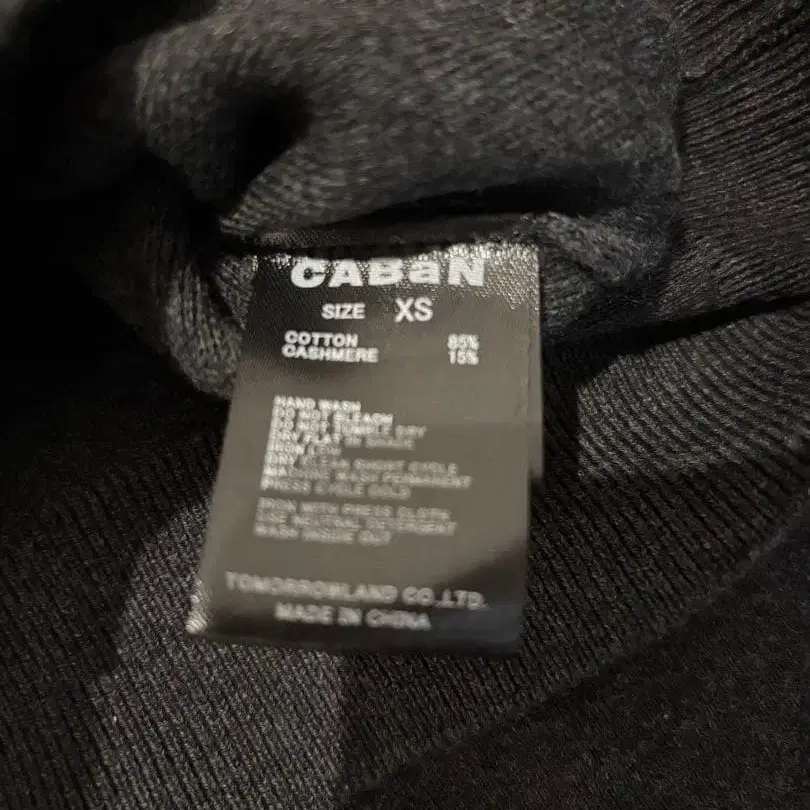 CABaN
SIZE XS
COTTON 85%
CASHMERE 15%
HAND WASH
DO NOT BLEACH
DO NOT TUMBLE DRY
DRY FLAT IN SHADE
IRON LOW
DRY CLEAN SHORT CYCLE
WASH PERMANENT
PRESS CYCLE COLD
IRON WITH PRESS CLOTH
USE NEUTRAL DETERGENT
WASH INSIDE OUT
TOMORROWLAND CO.,LTD.
MADE IN CHINA